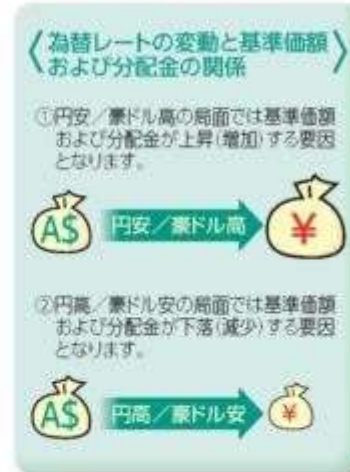 為替レートの変動と基準価額
および分配金の関係
①円安／豪ドル高の局面では基準価額
および分配金が上昇(増加)する要因
となります。
A$
円安／豪ドル高
¥
②円高／豪ドル安の局面では基準価額
および分配金が下落(減少)する要因
となります。
A$
円高／豪ドル安
¥